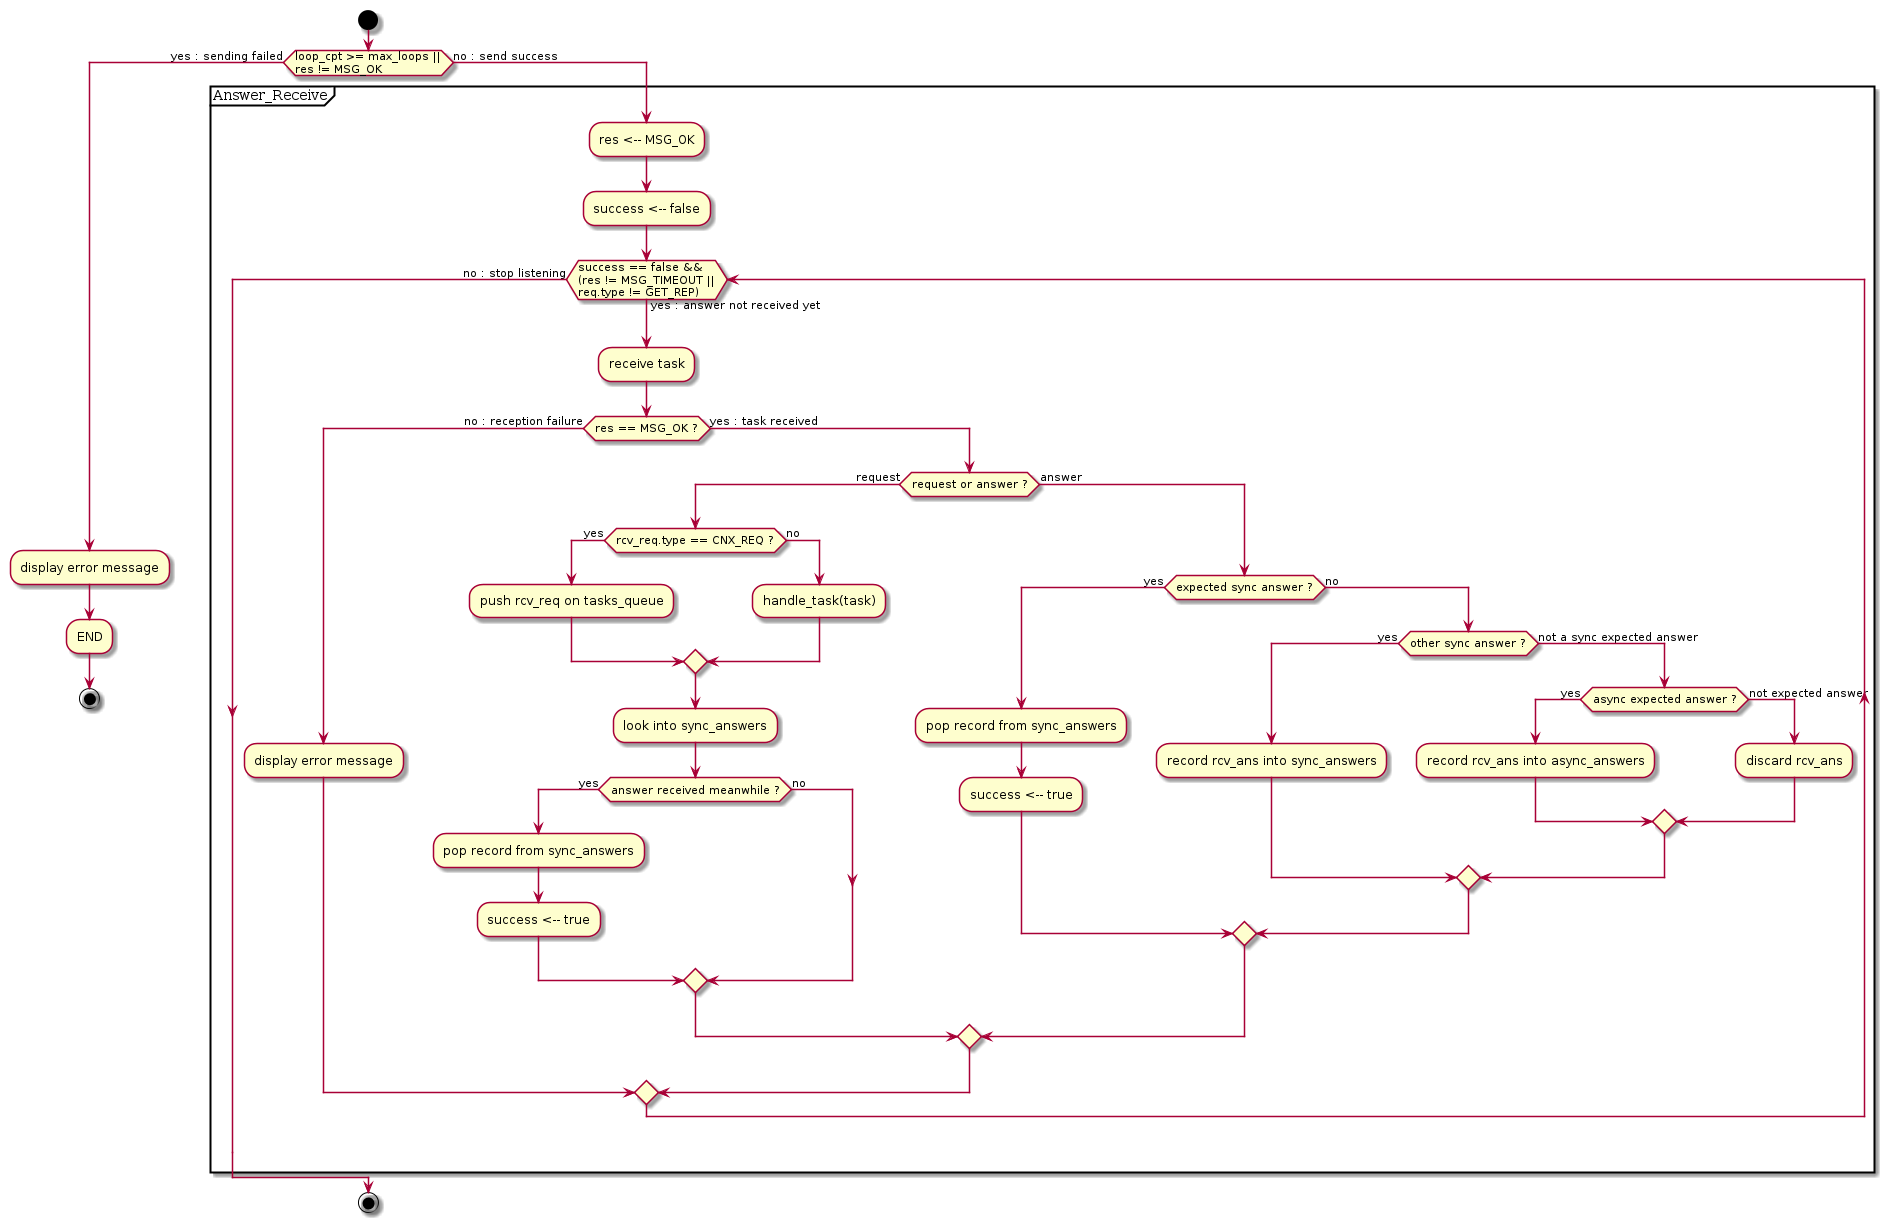 yes : sending failed
loop_cpt >= max_loops ||
res != MSG_OK
no : send success
Answer_Receive
res <-- MSG_OK
success <-- false
no : stop listening
success == false &&
(res != MSG_TIMEOUT ||
req.type != GET_REP)
yes : answer not received yet
receive task
no : reception failure
res == MSG_OK ?
yes : task received
request
request or answer ?
answer
yes
rcv_req.type == CNX_REQ ?
no
push rcv_req on tasks_queue
handle_task(task)
look into sync_answers
yes
answer received meanwhile ?
no
pop record from sync_answers
success <-- true
yes
expected sync answer ?
no
pop record from sync_answers
success <-- true
yes
other sync answer ?
not a sync expected answer
record rcv_ans into sync_answers
yes
async expected answer ?
not expected answer
record rcv_ans into async_answers
discard rcv_ans
display error message
display error message
END